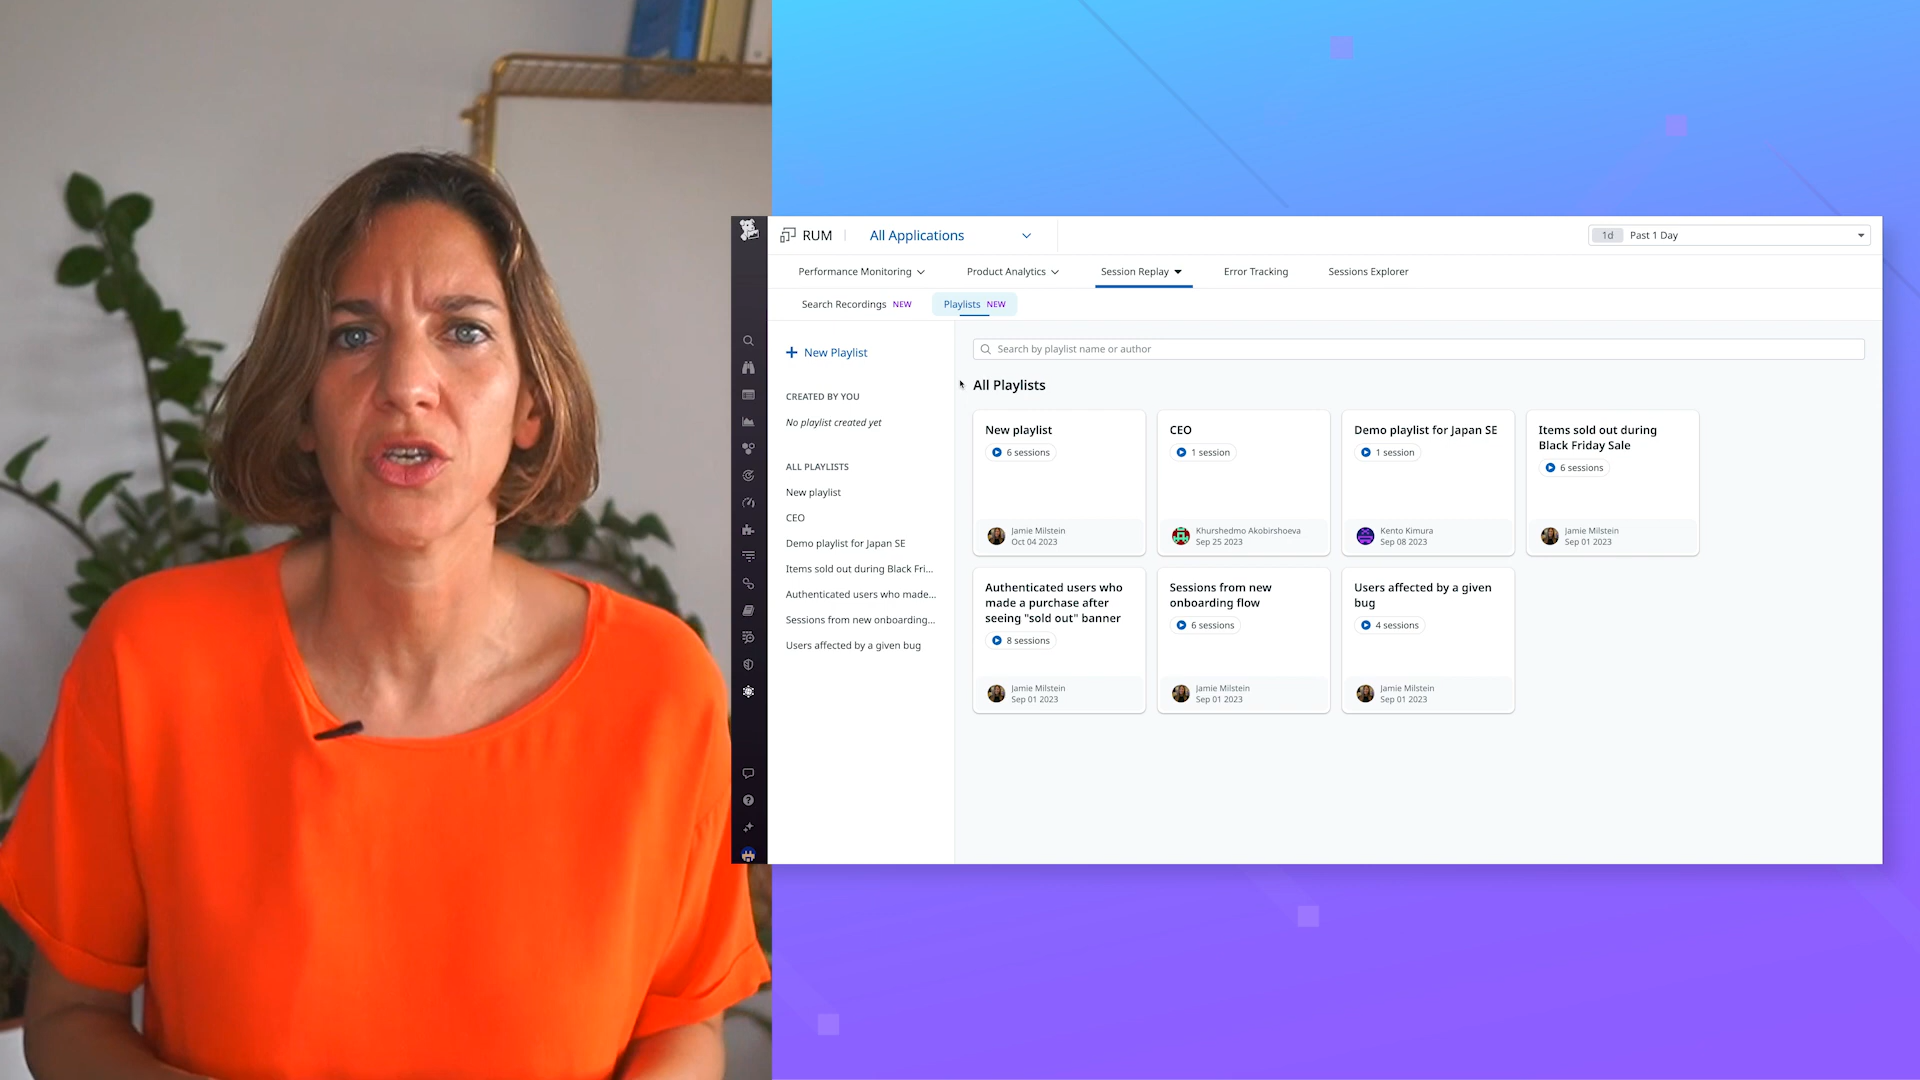 RUM
All Applications
1d Past 1 Day
Performance Monitoring
Product Analytics
Session Replay
Error Tracking
Sessions Explorer
Search Recordings NEW
Playlists NEW
New Playlist
CREATED BY YOU
No playlist created yet
ALL PLAYLISTS
New playlist
CEO
Demo playlist for Japan SE
Items sold out during Black Fri...
Authenticated users who made...
Sessions from new onboarding...
Users affected by a given bug
Search by playlist name or author
All Playlists
New playlist
6 sessions
Jamie Milstein
Oct 04 2023
CEO
1 session
Khurshedmo Akobirshoeva
Sep 25 2023
Demo playlist for Japan SE
1 session
Kento Kimura
Sep 08 2023
Items sold out during
Black Friday Sale
6 sessions
Jamie Milstein
Sep 01 2023
Authenticated users who
made a purchase after
seeing "sold out" banner
8 sessions
Jamie Milstein
Sep 01 2023
Sessions from new
onboarding flow
6 sessions
Jamie Milstein
Sep 01 2023
Users affected by a given
bug
4 sessions
Jamie Milstein
Sep 01 2023